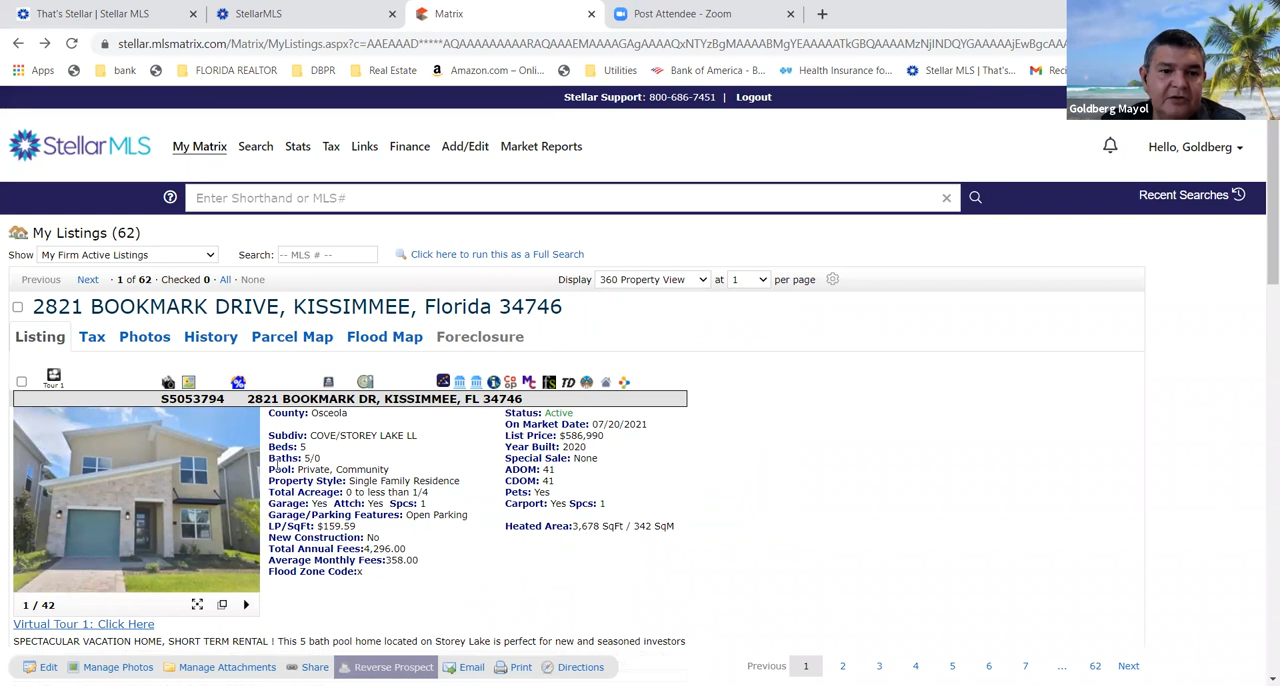 That's Stellar | Stellar MLS
StellarMLS
Matrix
Post Attendee - Zoom
stellar.mlsmatrix.com/Matrix/MyListings.aspx?c=AAEAAAD*****AQAAAAAAAAARAQAAAEMAAAAGAgAAAAQxNTYzBgMAAAABMgYEAAAAATkGBQAAAAMzNjINDQYGAAAAAjEwBgcAA
Apps
bank
FLORIDA REALTOR
DBPR
Real Estate
Amazon.com – Onli...
Utilities
Bank of America - B...
Health Insurance fo...
Stellar MLS | That's...
Reci
Goldberg Mayol
Stellar Support: 800-686-7451 | Logout
StellarMLS
My Matrix Search Stats Tax Links Finance Add/Edit Market Reports
Hello, Goldberg
Enter Shorthand or MLS#
Recent Searches
My Listings (62)
Show My Firm Active Listings Search: -- MLS # -- Click here to run this as a Full Search
Previous Next · 1 of 62 · Checked 0 · All · None Display 360 Property View at 1 per page
2821 BOOKMARK DRIVE, KISSIMMEE, Florida 34746
Listing Tax Photos History Parcel Map Flood Map Foreclosure
Tour 1
S5053794 2821 BOOKMARK DR, KISSIMMEE, FL 34746
County: Osceola
Subdiv: COVE/STOREY LAKE LL
Beds: 5
Baths: 5/0
Pool: Private, Community
Property Style: Single Family Residence
Total Acreage: 0 to less than 1/4
Garage: Yes Attch: Yes Spcs: 1
Garage/Parking Features: Open Parking
LP/SqFt: $159.59
New Construction: No
Total Annual Fees:4,296.00
Average Monthly Fees:358.00
Flood Zone Code:x
Status: Active
On Market Date: 07/20/2021
List Price: $586,990
Year Built: 2020
Special Sale: None
ADOM: 41
CDOM: 41
Pets: Yes
Carport: Yes Spcs: 1
Heated Area:3,678 SqFt / 342 SqM
1 / 42
Virtual Tour 1: Click Here
SPECTACULAR VACATION HOME, SHORT TERM RENTAL ! This 5 bath pool home located on Storey Lake is perfect for new and seasoned investors
Edit Manage Photos Manage Attachments Share Reverse Prospect Email Print Directions
Previous 1 2 3 4 5 6 7 ... 62 Next